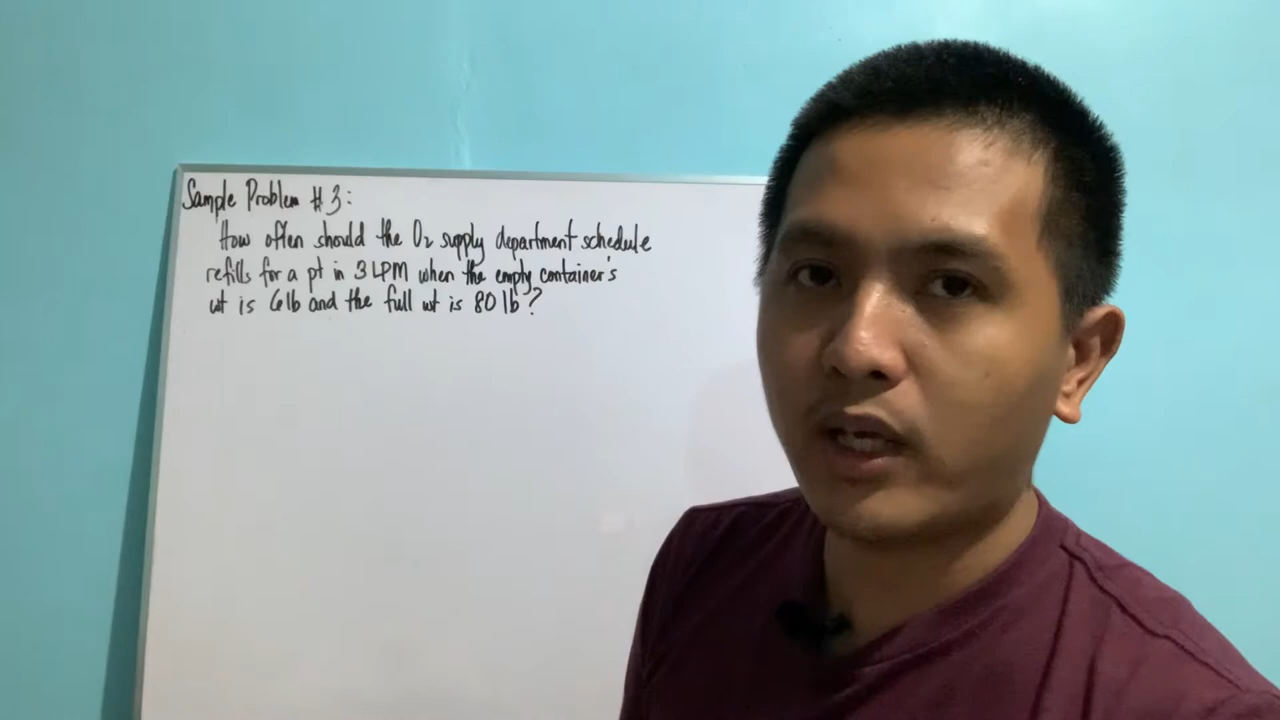 Sample Problem #3:
How often should the O₂ supply department schedule
refills for a pt in 3 LPM when the empty container's
wt is 6lb and the full wt is 80 lb?